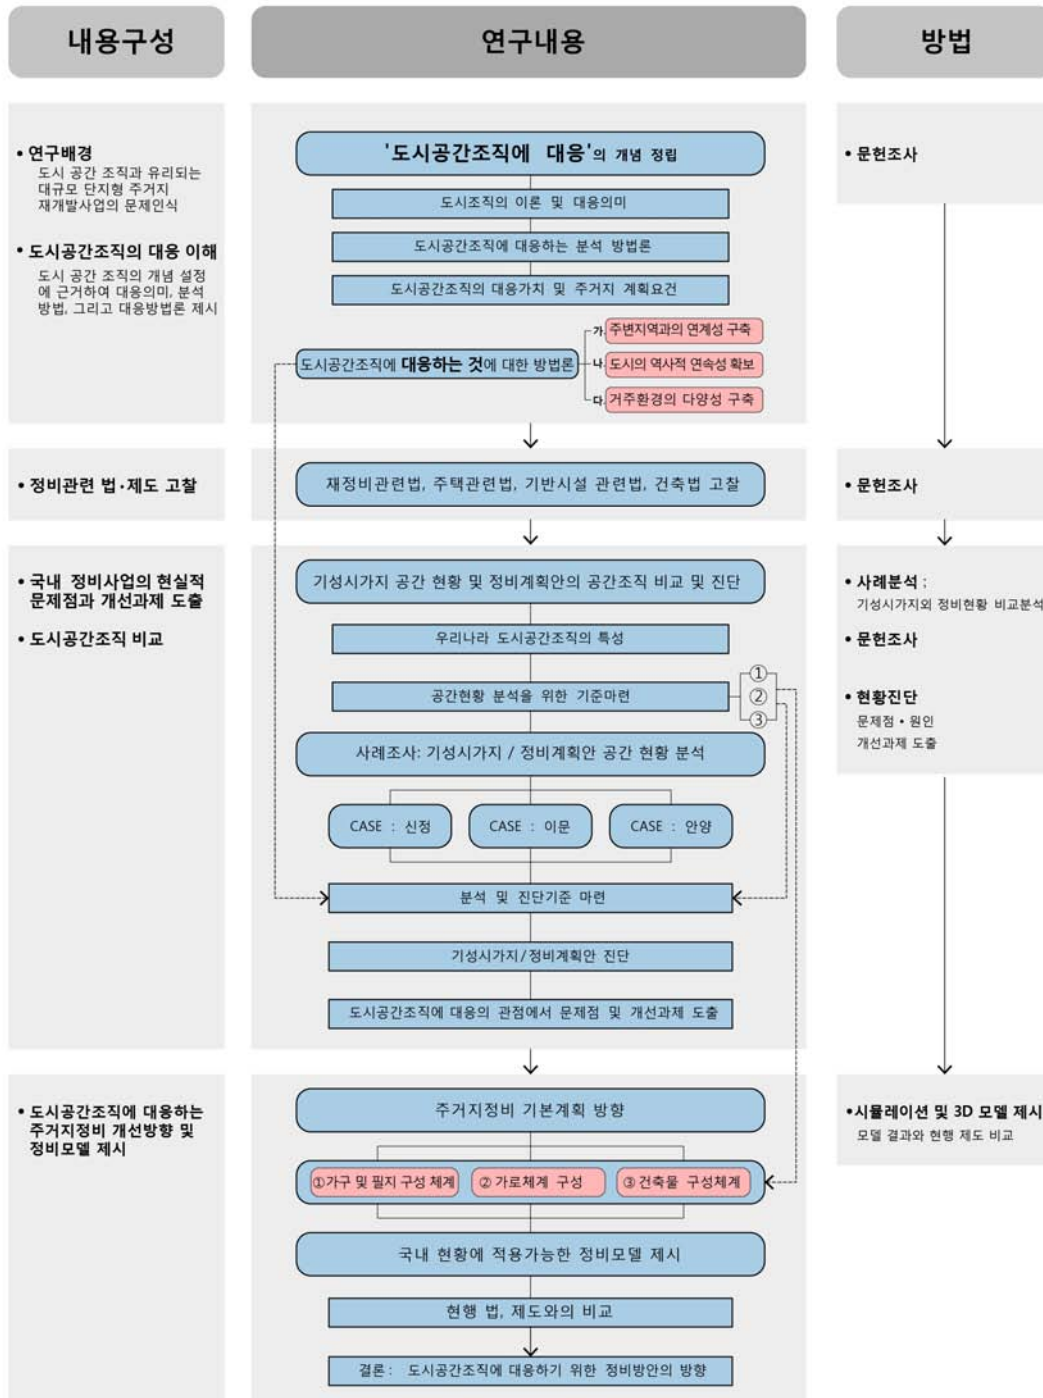 내용구성
연구내용
방법
• 연구배경
도시 공간 조직과 유리되는
대규모 단지형 주거지
재개발사업의 문제인식
• 도시공간조직의 대응 이해
도시 공간 조직의 개념 설정
에 근거하여 대응의미, 분석
방법, 그리고 대응방법론 제시
'도시공간조직에 대응'의 개념 정립
도시조직의 이론 및 대응의미
도시공간조직에 대응하는 분석 방법론
도시공간조직의 대응가치 및 주거지 계획요건
도시공간조직에 대응하는 것에 대한 방법론
가. 주변지역과의 연계성 구축
나. 도시의 역사적 연속성 확보
다. 거주환경의 다양성 구축
• 문헌조사
• 정비관련 법·제도 고찰
재정비관련법, 주택관련법, 기반시설 관련법, 건축법 고찰
• 문헌조사
• 국내 정비사업의 현실적
문제점과 개선과제 도출
• 도시공간조직 비교
기성시가지 공간 현황 및 정비계획안의 공간조직 비교 및 진단
우리나라 도시공간조직의 특성
공간현황 분석을 위한 기준마련
①
②
③
사례조사: 기성시가지 / 정비계획안 공간 현황 분석
CASE : 신정
CASE : 이문
CASE : 안양
분석 및 진단기준 마련
기성시가지/정비계획안 진단
도시공간조직에 대응의 관점에서 문제점 및 개선과제 도출
• 사례분석 :
기성시가지외 정비현황 비교분석
• 문헌조사
• 현황진단
문제점 • 원인
개선과제 도출
• 도시공간조직에 대응하는
주거지정비 개선방향 및
정비모델 제시
주거지정비 기본계획 방향
①가구 및 필지 구성 체계
② 가로체계 구성
③ 건축물 구성체계
국내 현황에 적용가능한 정비모델 제시
현행 법, 제도와의 비교
결론 : 도시공간조직에 대응하기 위한 정비방안의 방향
•시뮬레이션 및 3D 모델 제시
모델 결과와 현행 제도 비교